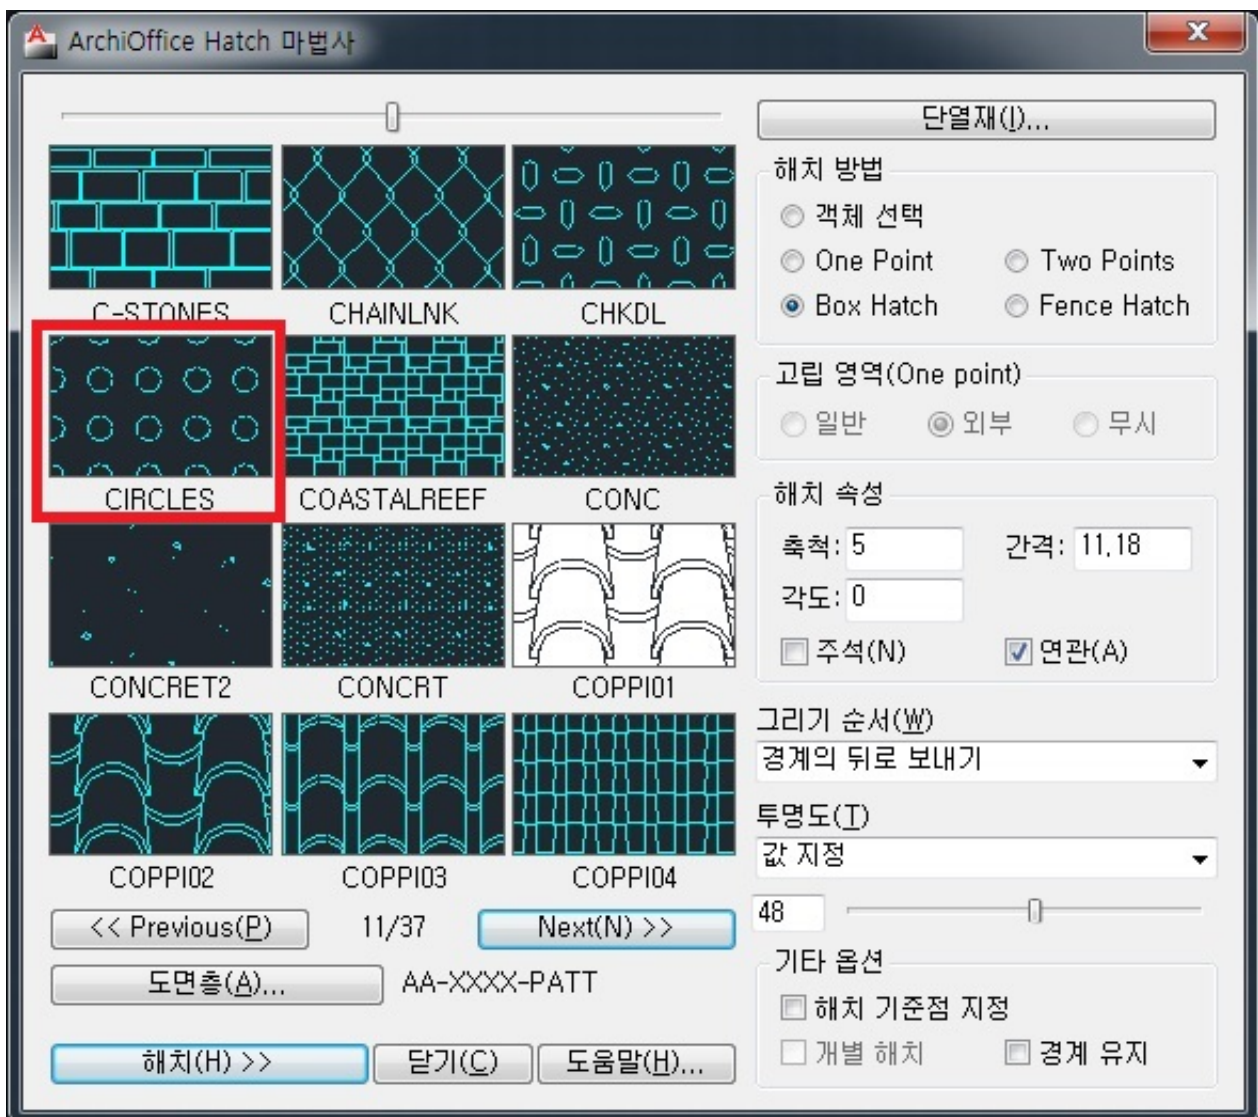 ArchiOffice Hatch 마법사
단열재(I)...
C-STONES CHAINLNK CHKDL
CIRCLES COASTALREEF CONC
CONCRET2 CONCRT COPPI01
COPPI02 COPPI03 COPPI04
<< Previous(P) 11/37 Next(N) >>
도면층(A)... AA-XXXX-PATT
해치(H) >> 닫기(C) 도움말(H)...
해치 방법
객체 선택
One Point Two Points
Box Hatch Fence Hatch
고립 영역(One point)
일반 외부 무시
해치 속성
축척: 5 간격: 11,18
각도: 0
주석(N) 연관(A)
그리기 순서(W)
경계의 뒤로 보내기
투명도(T)
값 지정
48
기타 옵션
해치 기준점 지정
개별 해치 경계 유지